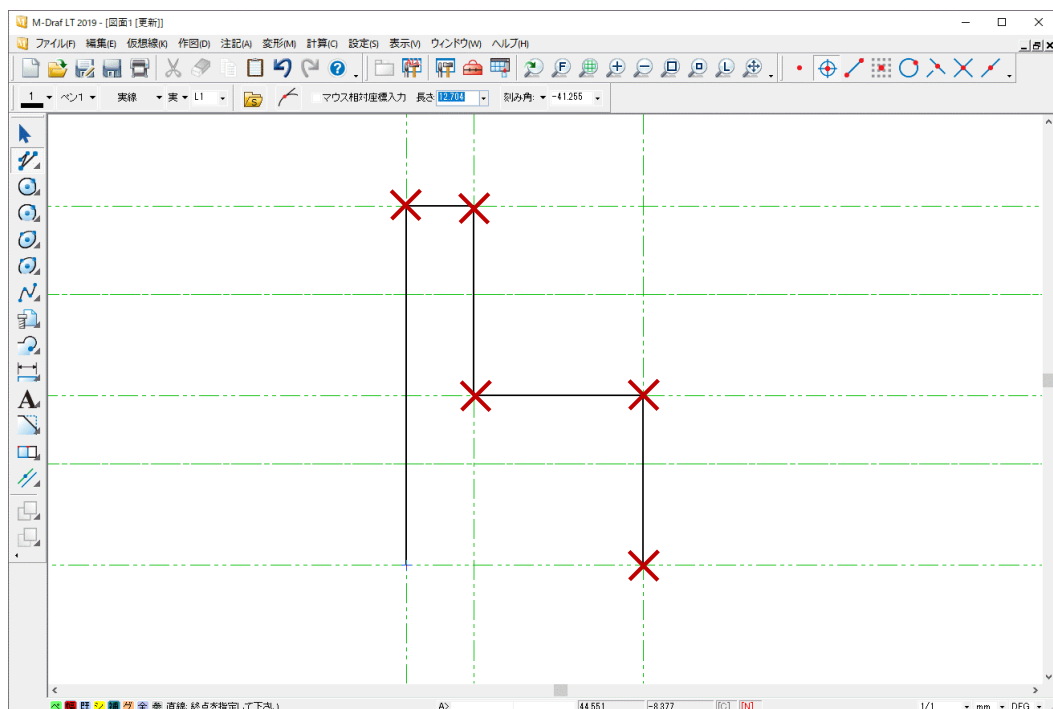 M-Draf LT 2019 - [図面1 [更新]]
ファイル(F) 編集(E) 仮想線(K) 作図(D) 注記(A) 変形(M) 計算(C) 設定(S) 表示(V) ウィンドウ(W) ヘルプ(H)
1 ペン1 実線 実 L1 マウス相対座標入力 長さ: 12.704 刻み角: -41.255
A
直線: 終点を指定して下さい A> 44.551 -8.377 [C] [N] 1/1 mm DEG